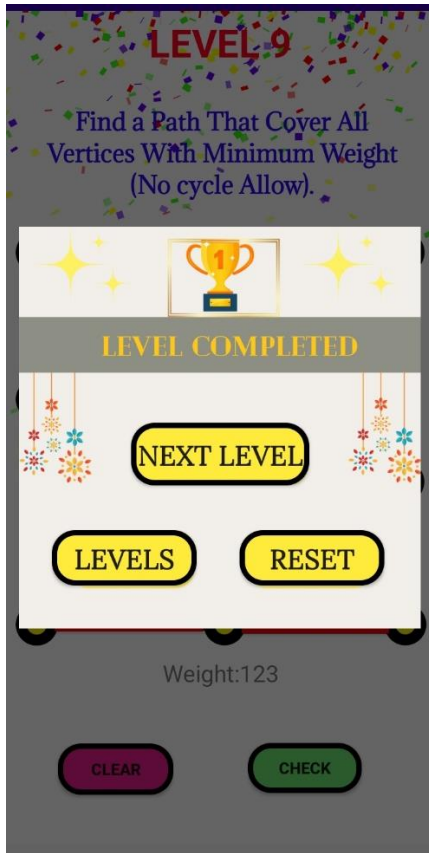 LEVEL 9
Find a Path That Cover All
Vertices With Minimum Weight
(No cycle Allow).
1
LEVEL COMPLETED
NEXT LEVEL
LEVELS
RESET
Weight:123
CLEAR
CHECK